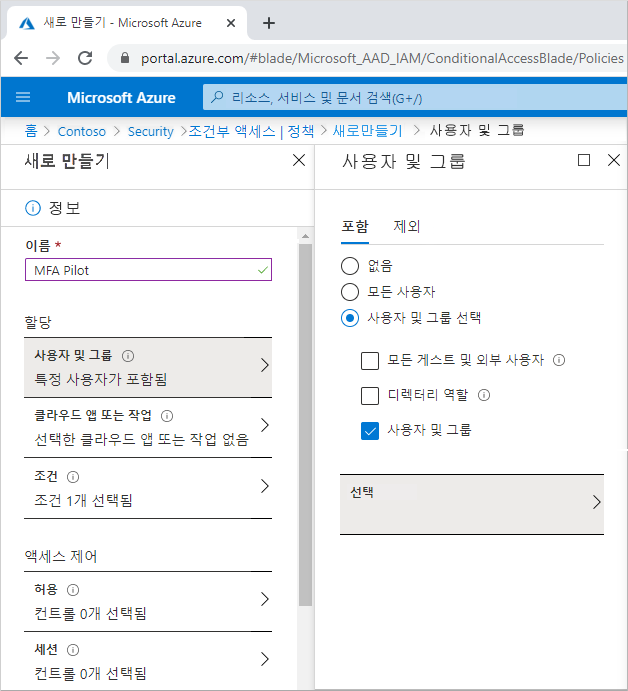 새로 만들기 - Microsoft Azure
portal.azure.com/#blade/Microsoft_AAD_IAM/ConditionalAccessBlade/Policies
Microsoft Azure
리소스, 서비스 및 문서 검색(G+/)
홈 > Contoso > Security >조건부 액세스 | 정책 > 새로만들기 > 사용자 및 그룹
새로 만들기
정보
이름 *
MFA Pilot
할당
사용자 및 그룹
특정 사용자가 포함됨
클라우드 앱 또는 작업
선택한 클라우드 앱 또는 작업 없음
조건
조건 1개 선택됨
액세스 제어
허용
컨트롤 0개 선택됨
세션
컨트롤 0개 선택됨
사용자 및 그룹
포함 제외
없음
모든 사용자
사용자 및 그룹 선택
모든 게스트 및 외부 사용자
디렉터리 역할
사용자 및 그룹
선택